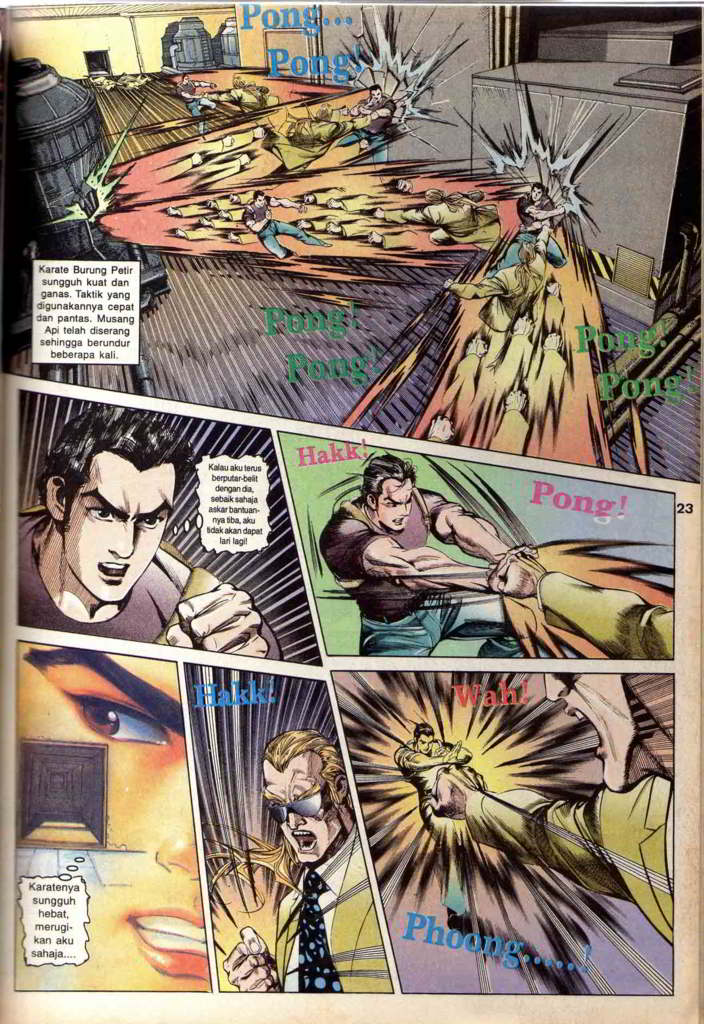 Pong...
Pong!
Karate Burung Petir
sungguh kuat dan
ganas. Taktik yang
digunakannya cepat
dan pantas. Musang
Api telah diserang
sehingga berundur
beberapa kali.
Pong!
Pong!
Pong!
Pong!
Kalau aku terus
berputar-belit
dengan dia,
sebaik sahaja
askar bantuan-
nya tiba, aku
tidak akan dapat
lari lagi!
Hakk!
Pong!
23
Karatenya
sungguh
hebat,
merugi-
kan aku
sahaja....
Hakk!
Wah!
Phoong......!